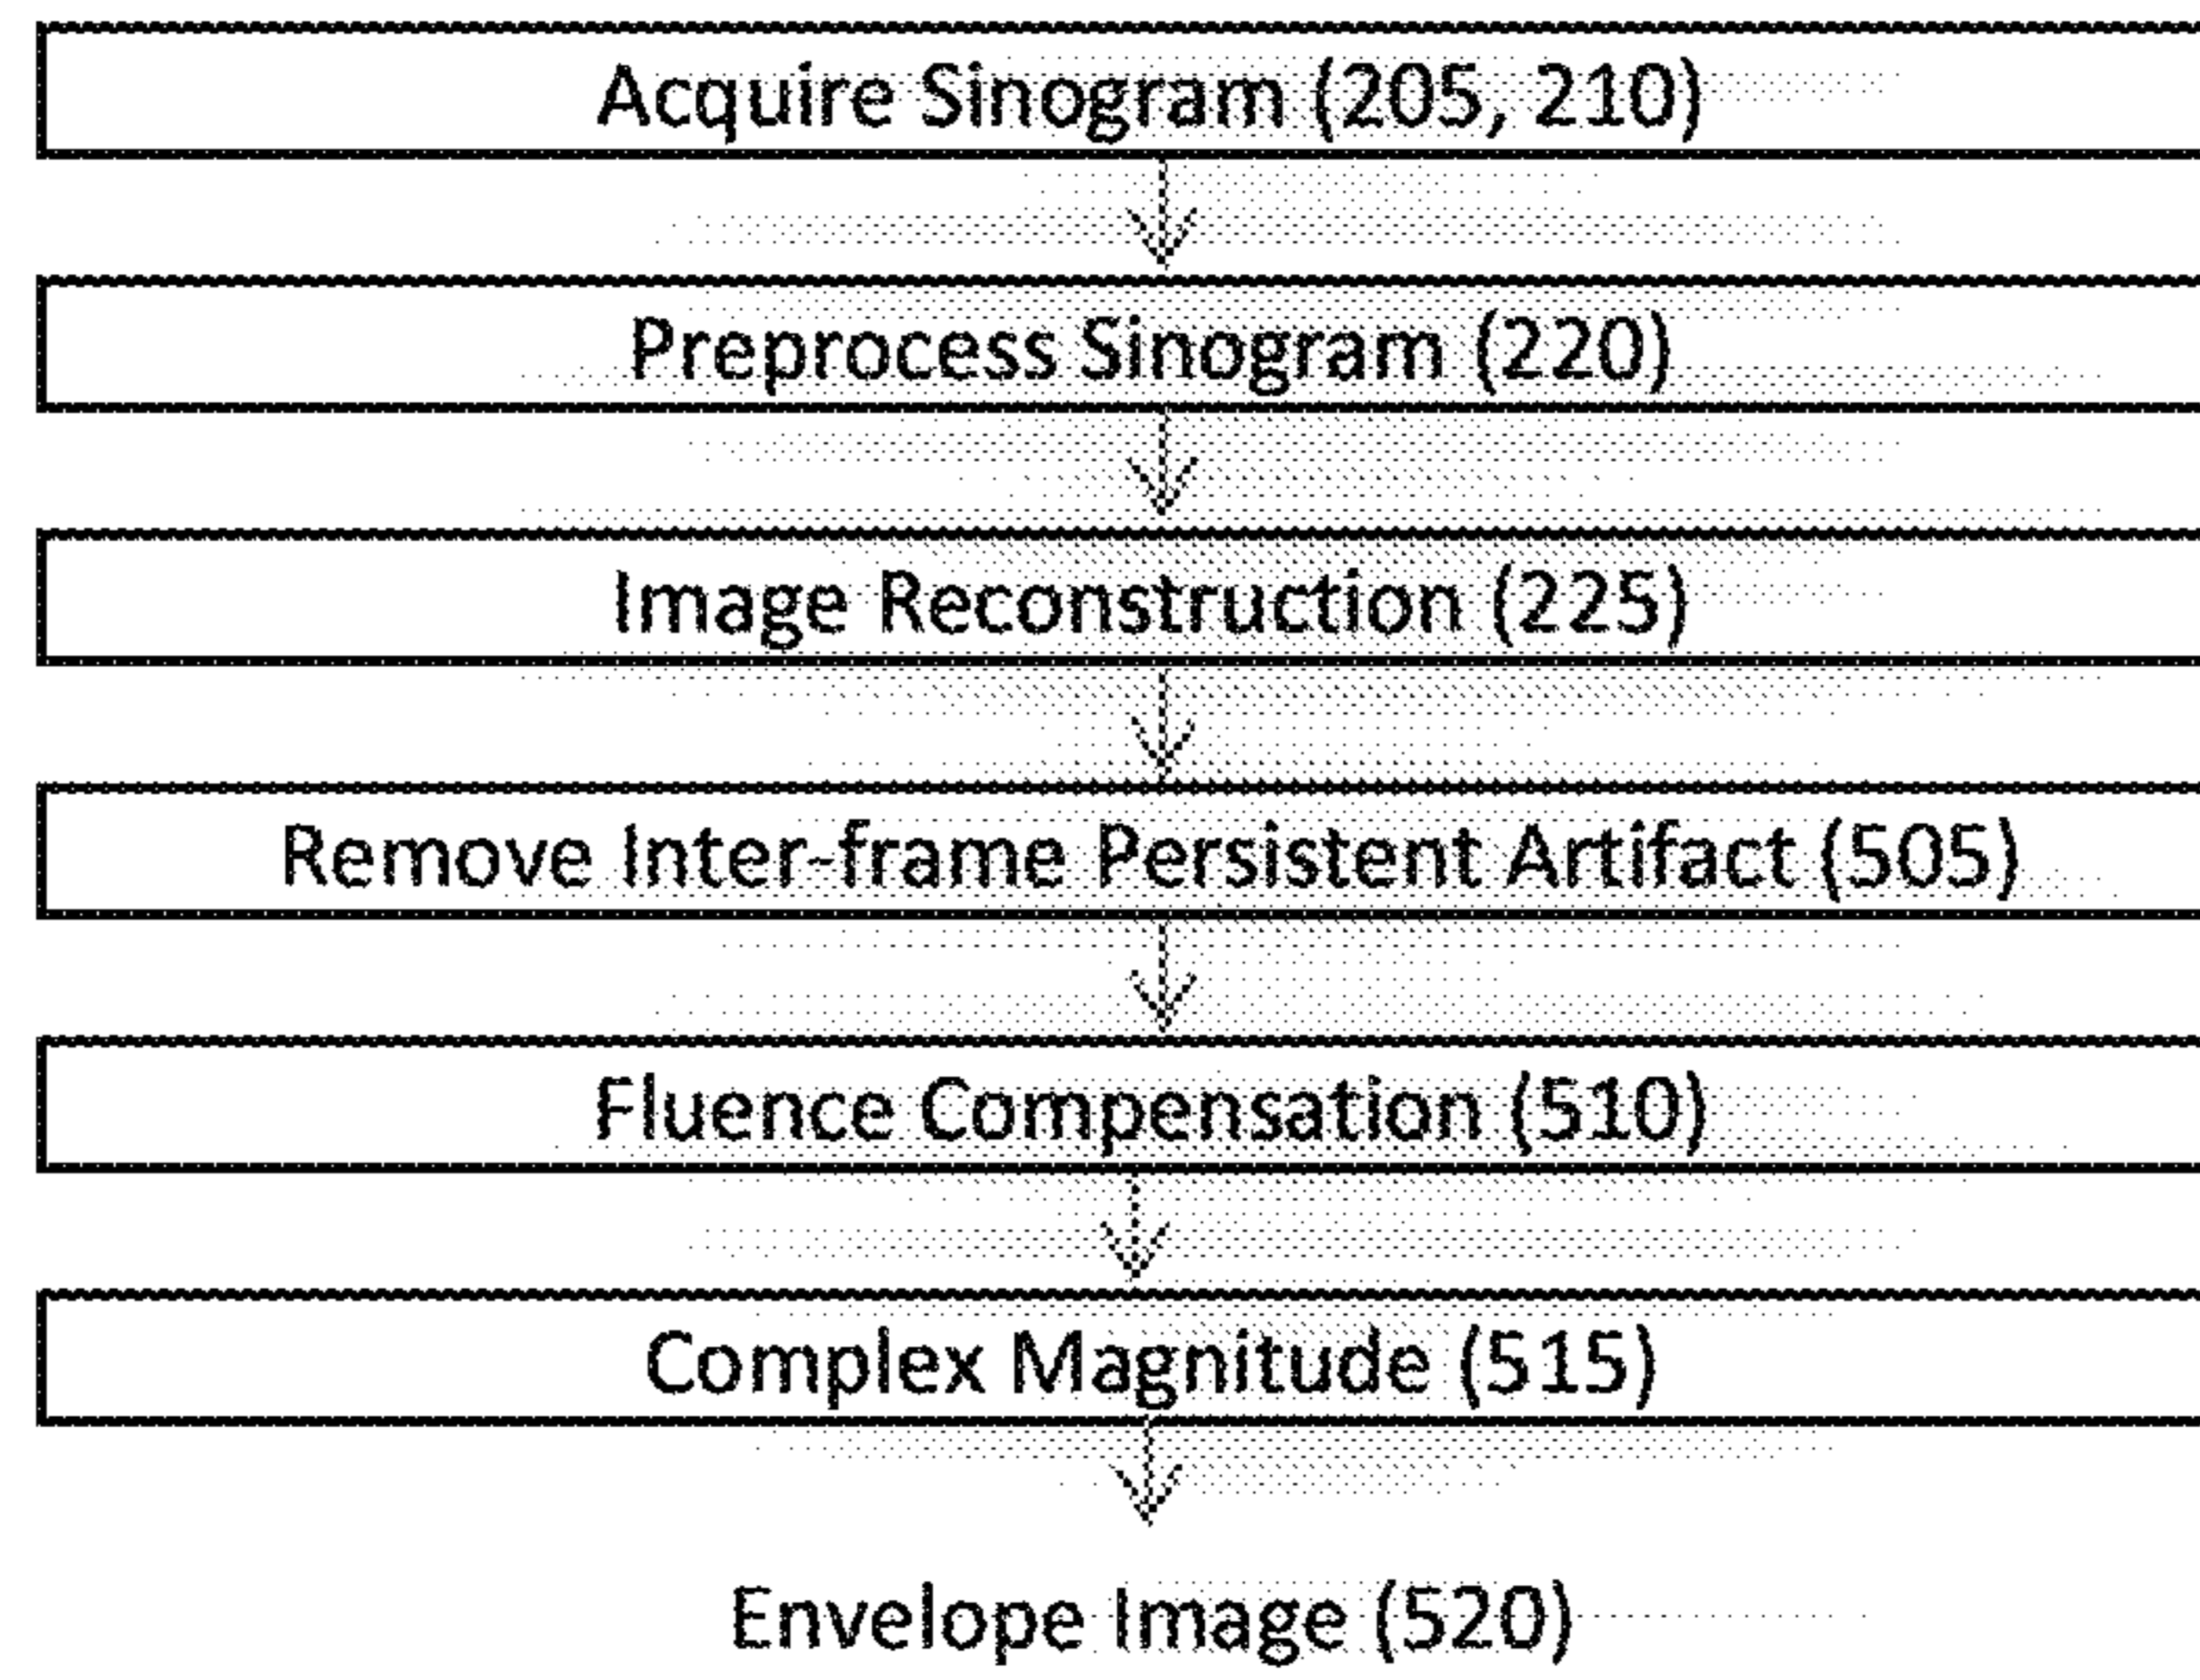 Acquire Sinogram (205, 210)
Preprocess Sinogram (220)
Image Reconstruction (225)
Remove Inter-frame Persistent Artifact (505)
Fluence Compensation (510)
Complex Magnitude (515)
Envelope Image (520)